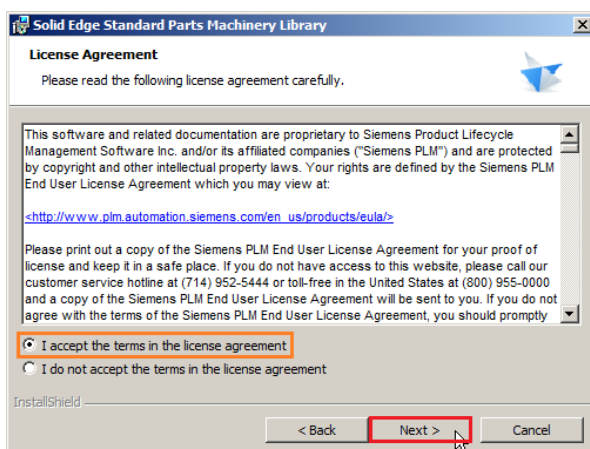 Solid Edge Standard Parts Machinery Library
License Agreement
Please read the following license agreement carefully.
This software and related documentation are proprietary to Siemens Product Lifecycle
Management Software Inc. and/or its affiliated companies ("Siemens PLM") and are protected
by copyright and other intellectual property laws. Your rights are defined by the Siemens PLM
End User License Agreement which you may view at:
<http://www.plm.automation.siemens.com/en_us/products/eula/>
Please print out a copy of the Siemens PLM End User License Agreement for your proof of
license and keep it in a safe place. If you do not have access to this website, please call our
customer service hotline at (714) 952-5444 or toll-free in the United States at (800) 955-0000
and a copy of the Siemens PLM End User License Agreement will be sent to you. If you do not
agree with the terms of the Siemens PLM End User License Agreement, you should promptly
I accept the terms in the license agreement
I do not accept the terms in the license agreement
InstallShield
< Back Next > Cancel